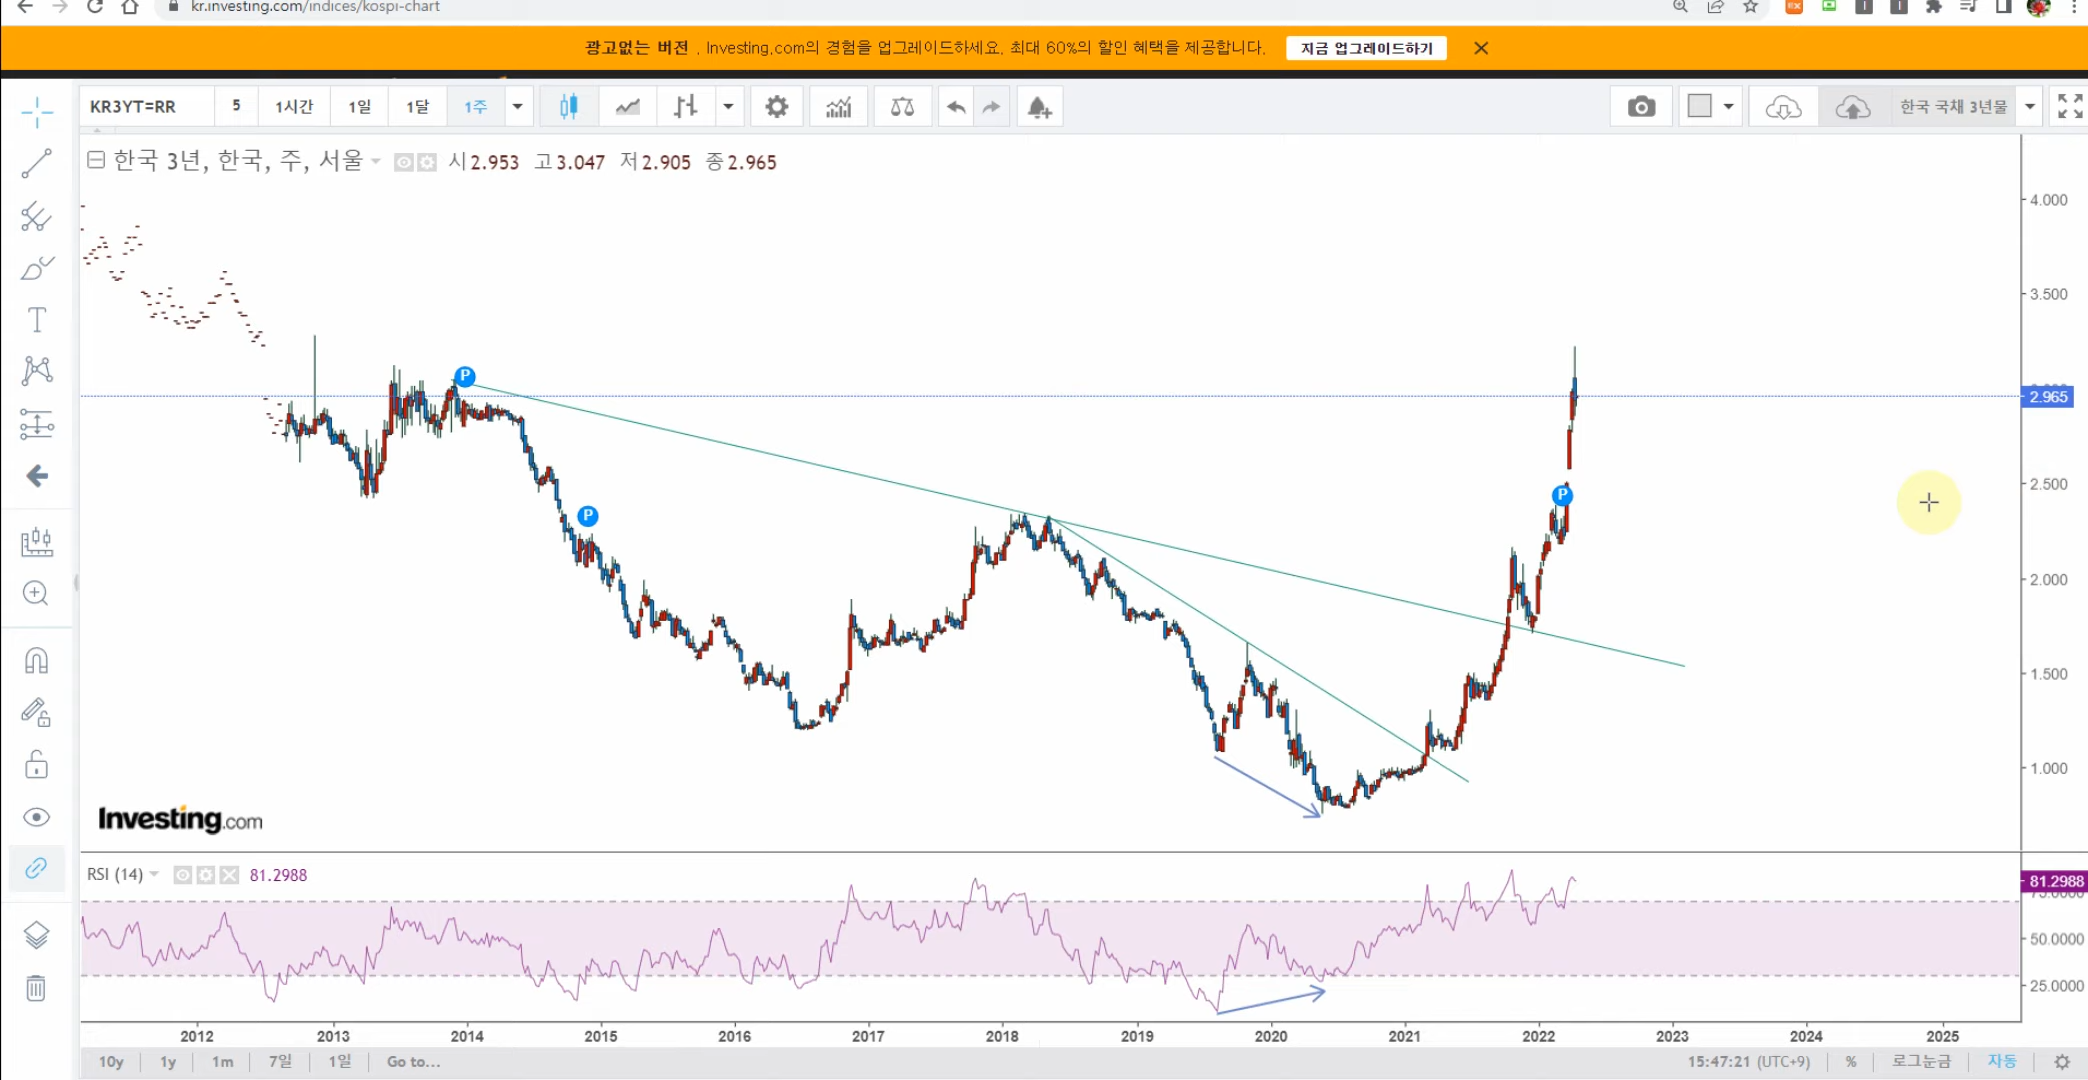 kr.investing.com/indices/kospi-chart
광고없는 버전 . Investing.com의 경험을 업그레이드하세요. 최대 60%의 할인 혜택을 제공합니다. 지금 업그레이드하기
KR3YT=RR 5 1시간 1일 1달 1주 한국 국채 3년물
한국 3년, 한국, 주, 서울 시2.953 고3.047 저2.905 종2.965
4.000
3.500
P
2.965
2.500
P
P
2.000
1.500
1.000
Investing.com
RSI (14) 81.2988
81.2988
50.0000
25.0000
2012 2013 2014 2015 2016 2017 2018 2019 2020 2021 2022 2023 2024 2025
10y 1y 1m 7일 1일 Go to... 15:47:21 (UTC+9) % 로그눈금 자동